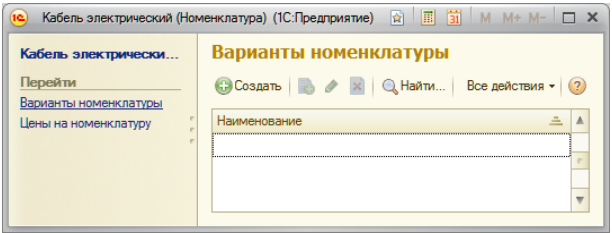 Кабель электрический (Номенклатура) (1С:Предприятие)
M M+ M-
Кабель электрически...
Перейти
Варианты номенклатуры
Цены на номенклатуру
Варианты номенклатуры
Создать Найти... Все действия
Наименование